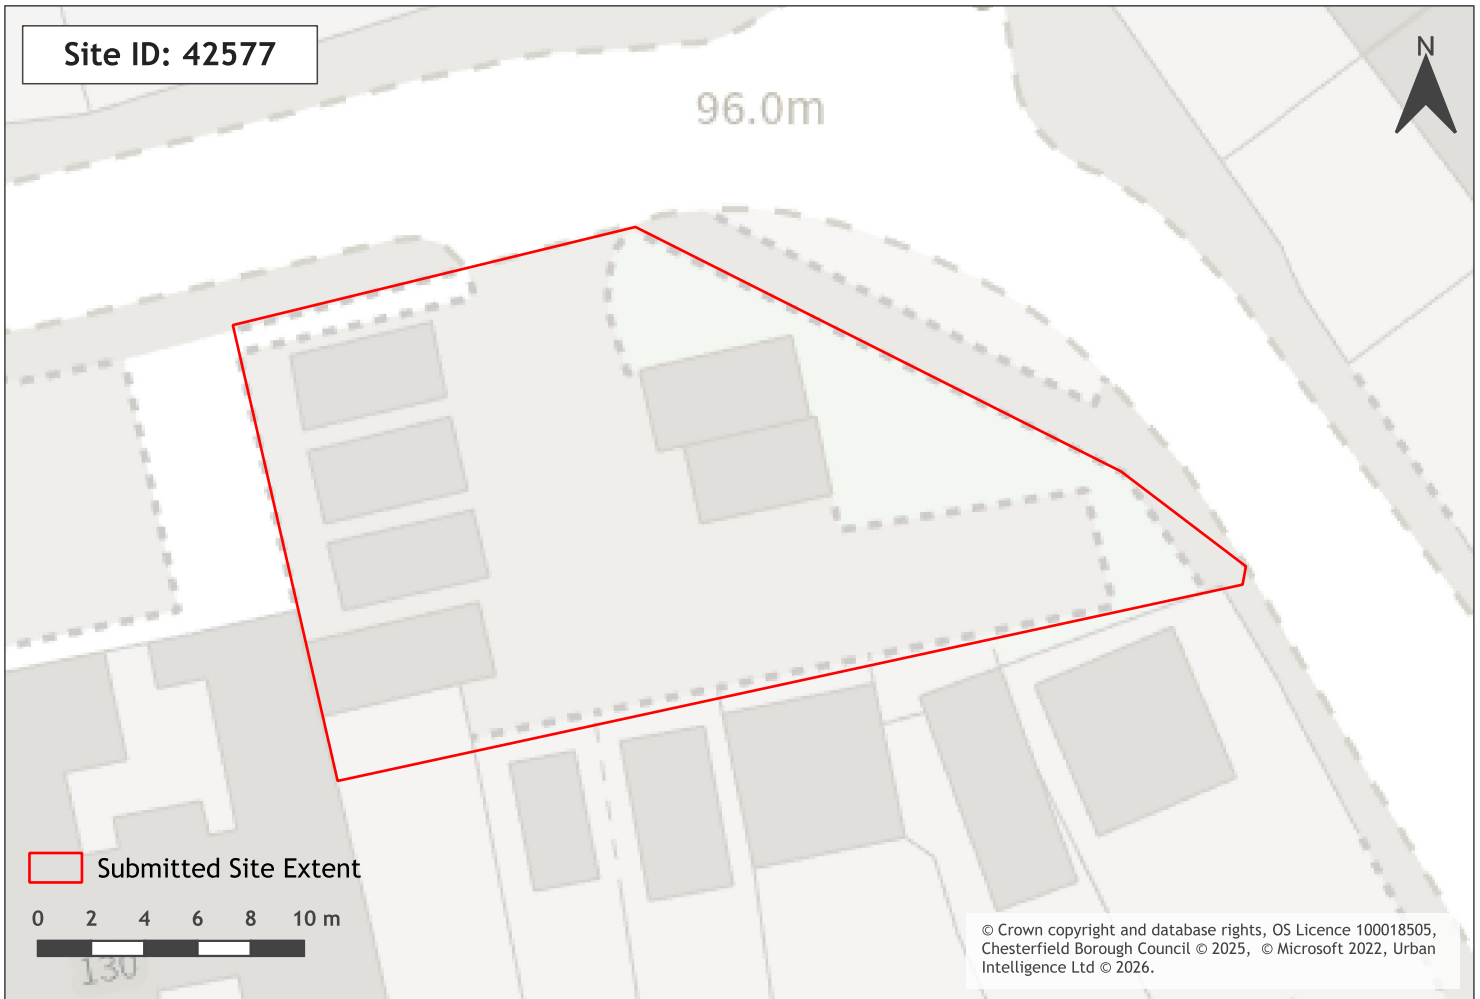 Site ID: 42577
N
96.0m
Submitted Site Extent
0 2 4 6 8 10 m
130
© Crown copyright and database rights, OS Licence 100018505,
Chesterfield Borough Council © 2025, © Microsoft 2022, Urban
Intelligence Ltd © 2026.